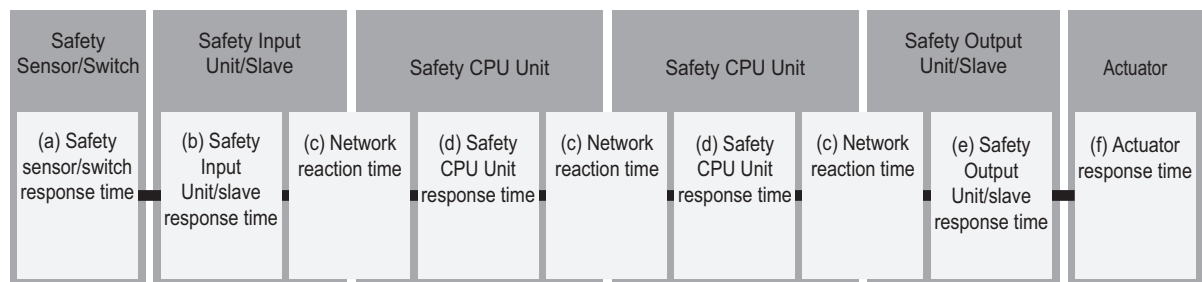 Safety
Sensor/Switch
Safety Input
Unit/Slave
Safety CPU Unit
Safety CPU Unit
Safety Output
Unit/Slave
Actuator
(a) Safety
sensor/switch
response time
(b) Safety
Input
Unit/slave
response time
(c) Network
reaction time
(d) Safety
CPU Unit
response time
(c) Network
reaction time
(d) Safety
CPU Unit
response time
(c) Network
reaction time
(e) Safety
Output
Unit/slave
response time
(f) Actuator
response time